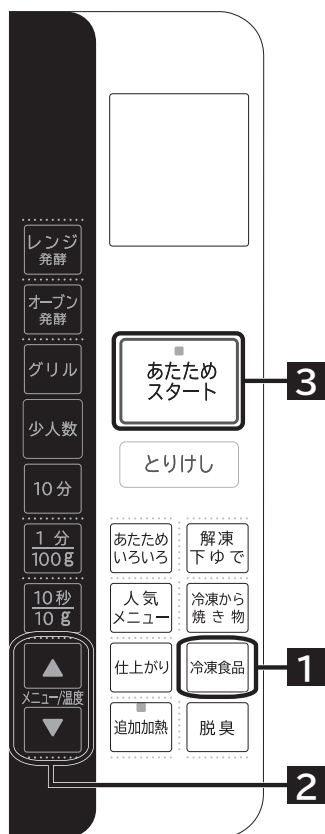 レンジ
発酵
オーブン
発酵
グリル
少人数
10分
1分
100g
10秒
10g
▲
メニュー/温度
▼
あたため
スタート
とりけし
あたため
いろいろ
解凍
下ゆで
人気
メニュー
冷凍から
焼き物
仕上がり
冷凍食品
追加加熱
脱臭
3
1
2